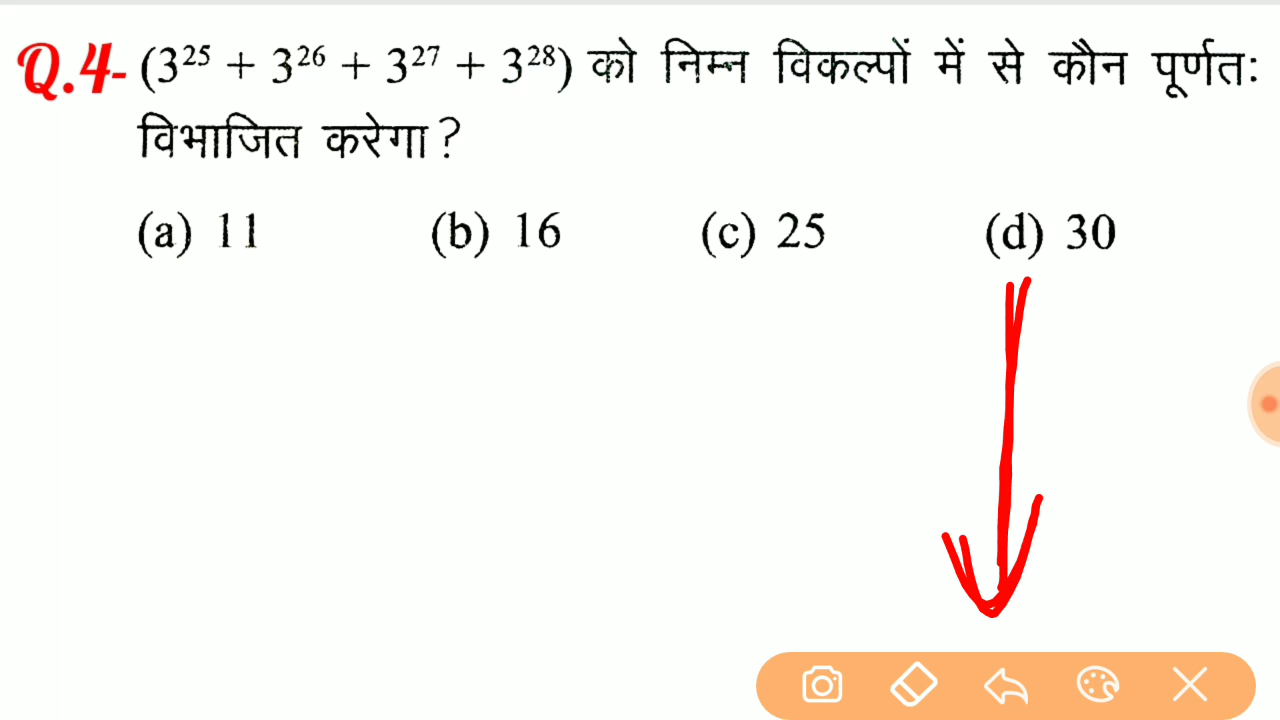 Q.4- (3²⁵ + 3²⁶ + 3²⁷ + 3²⁸) को निम्न विकल्पों में से कौन पूर्णतः
विभाजित करेगा?
(a) 11 (b) 16 (c) 25 (d) 30